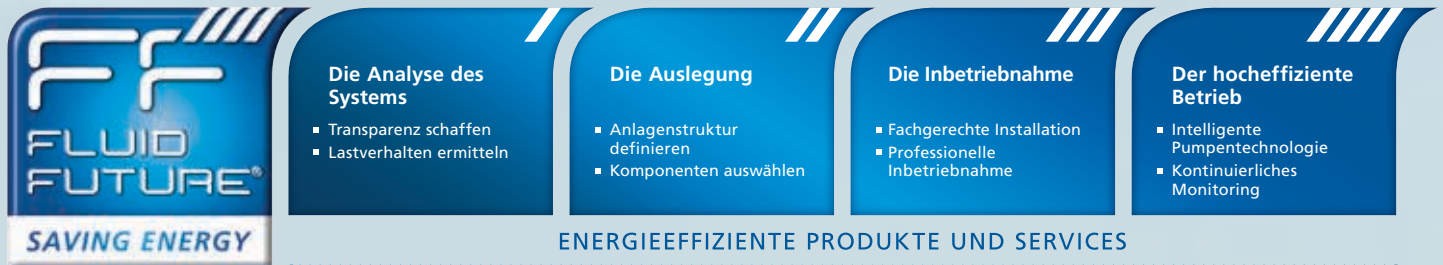 FF
FLUID
FUTURE®
SAVING ENERGY
Die Analyse des
Systems
Transparenz schaffen
Lastverhalten ermitteln
Die Auslegung
Anlagenstruktur
definieren
Komponenten auswählen
Die Inbetriebnahme
Fachgerechte Installation
Professionelle
Inbetriebnahme
Der hocheffiziente
Betrieb
Intelligente
Pumpentechnologie
Kontinuierliches
Monitoring
ENERGIEEFFIZIENTE PRODUKTE UND SERVICES